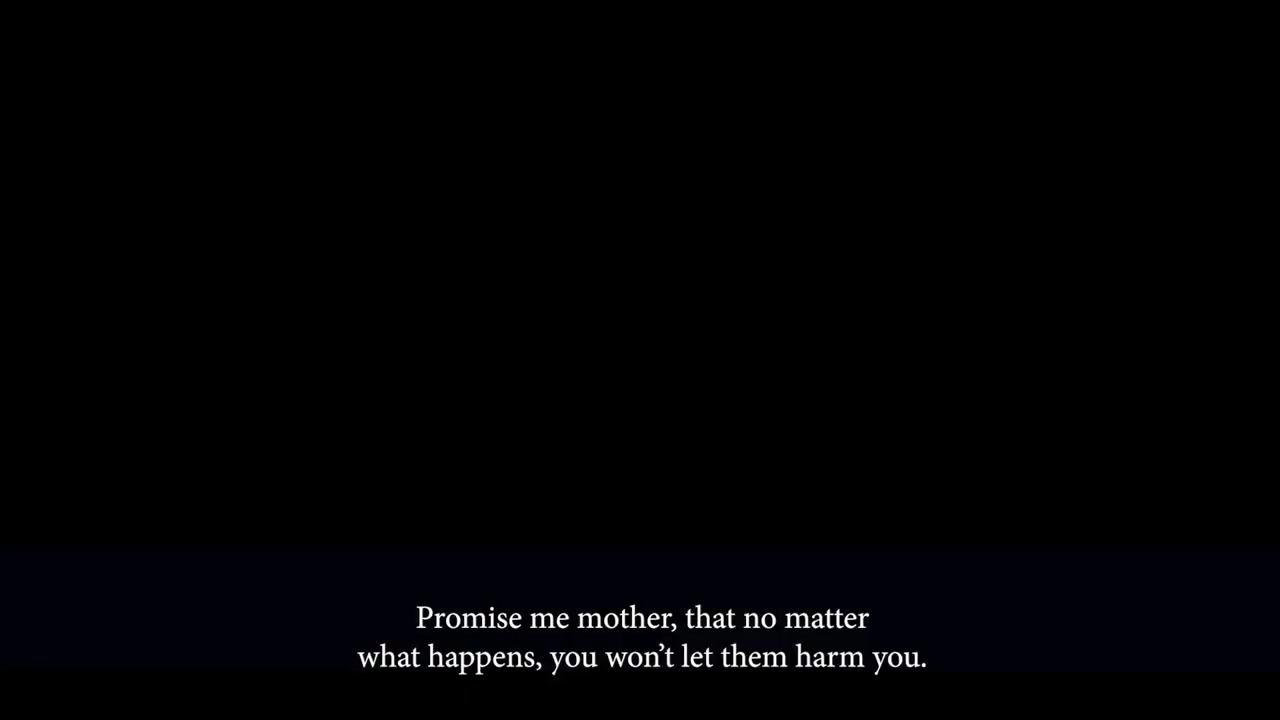 Promise me mother, that no matter
what happens, you won’t let them harm you.